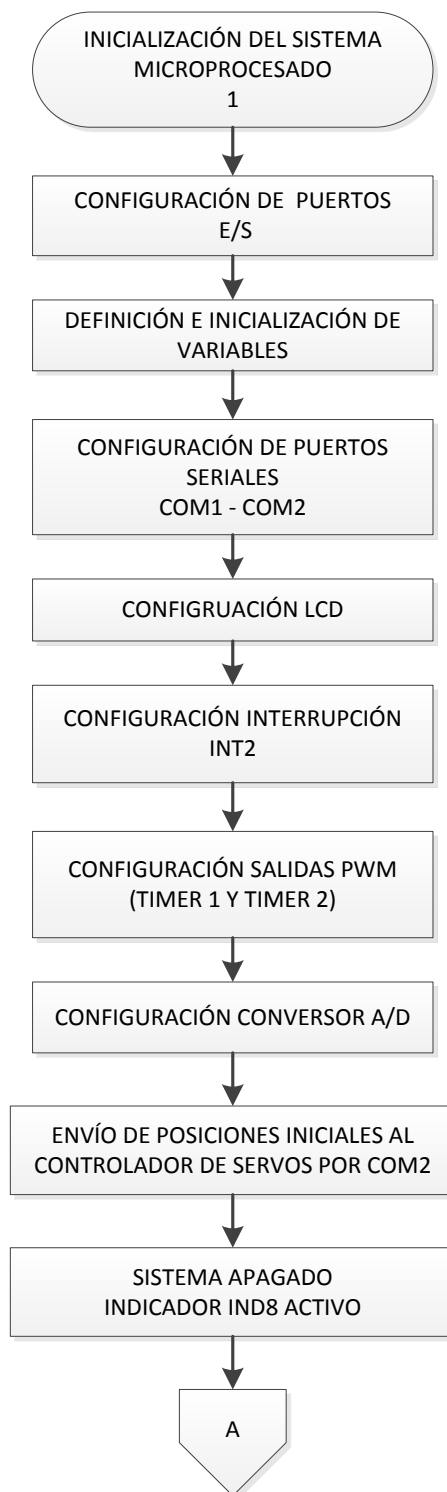 INICIALIZACIÓN DEL SISTEMA
MICROPROCESADO
1
CONFIGURACIÓN DE PUERTOS
E/S
DEFINICIÓN E INICIALIZACIÓN DE
VARIABLES
CONFIGURACIÓN DE PUERTOS
SERIALES
COM1 - COM2
CONFIGRUACIÓN LCD
CONFIGURACIÓN INTERRUPCIÓN
INT2
CONFIGURACIÓN SALIDAS PWM
(TIMER 1 Y TIMER 2)
CONFIGURACIÓN CONVERSOR A/D
ENVÍO DE POSICIONES INICIALES AL
CONTROLADOR DE SERVOS POR COM2
SISTEMA APAGADO
INDICADOR IND8 ACTIVO
A